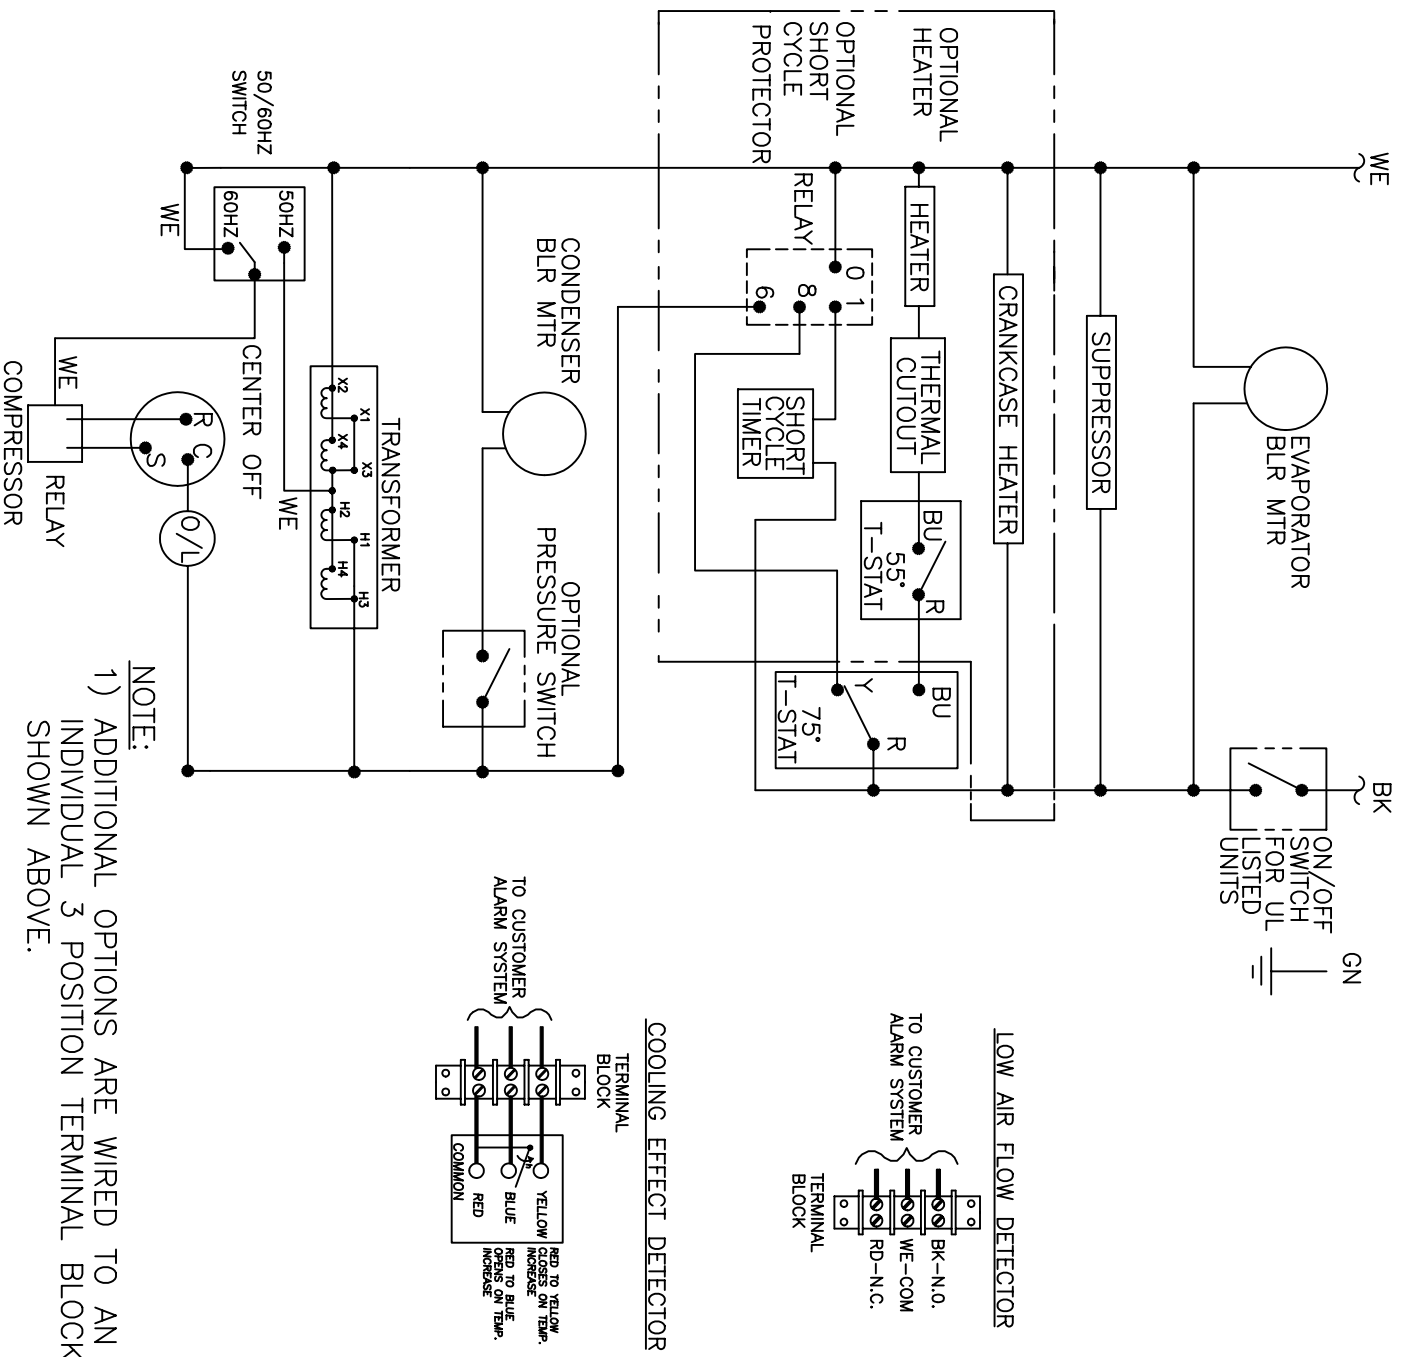 WE
BK
EVAPORATOR
BLR MTR
ON/OFF
SWITCH
FOR UL
LISTED
UNITS
GN
SUPPRESSOR
CRANKCASE HEATER
OPTIONAL
HEATER
HEATER
THERMAL
CUTOUT
BU
R
55°
T-STAT
BU
R
Y
75°
T-STAT
OPTIONAL
SHORT
CYCLE
PROTECTOR
RELAY
0
1
8
6
SHORT
CYCLE
TIMER
CONDENSER
BLR MTR
OPTIONAL
PRESSURE SWITCH
TRANSFORMER
X2
X1
X4
X3
H2
H1
H4
H3
50/60HZ
SWITCH
50HZ
60HZ
WE
WE
CENTER OFF
WE
R
C
S
O/L
RELAY
COMPRESSOR
LOW AIR FLOW DETECTOR
TO CUSTOMER
ALARM SYSTEM
BK-N.O.
WE-COM
RD-N.C.
TERMINAL
BLOCK
COOLING EFFECT DETECTOR
TERMINAL
BLOCK
TO CUSTOMER
ALARM SYSTEM
YELLOW
BLUE
RED
COMMON
RED TO YELLOW
CLOSES ON TEMP.
INCREASE
RED TO BLUE
OPENS ON TEMP.
INCREASE
NOTE:
1) ADDITIONAL OPTIONS ARE WIRED TO AN
INDIVIDUAL 3 POSITION TERMINAL BLOCK
SHOWN ABOVE.